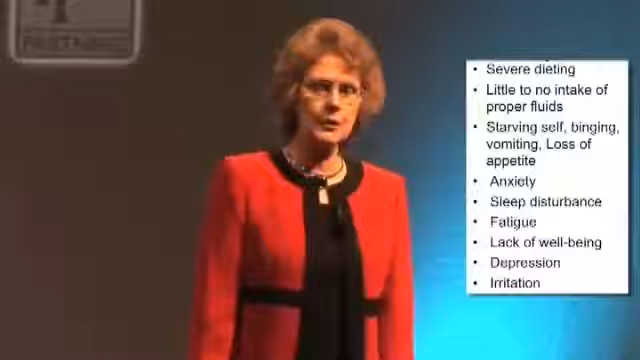 • Severe dieting
• Little to no intake of
proper fluids
• Starving self, binging,
vomiting, Loss of
appetite
• Anxiety
• Sleep disturbance
• Fatigue
• Lack of well-being
• Depression
• Irritation